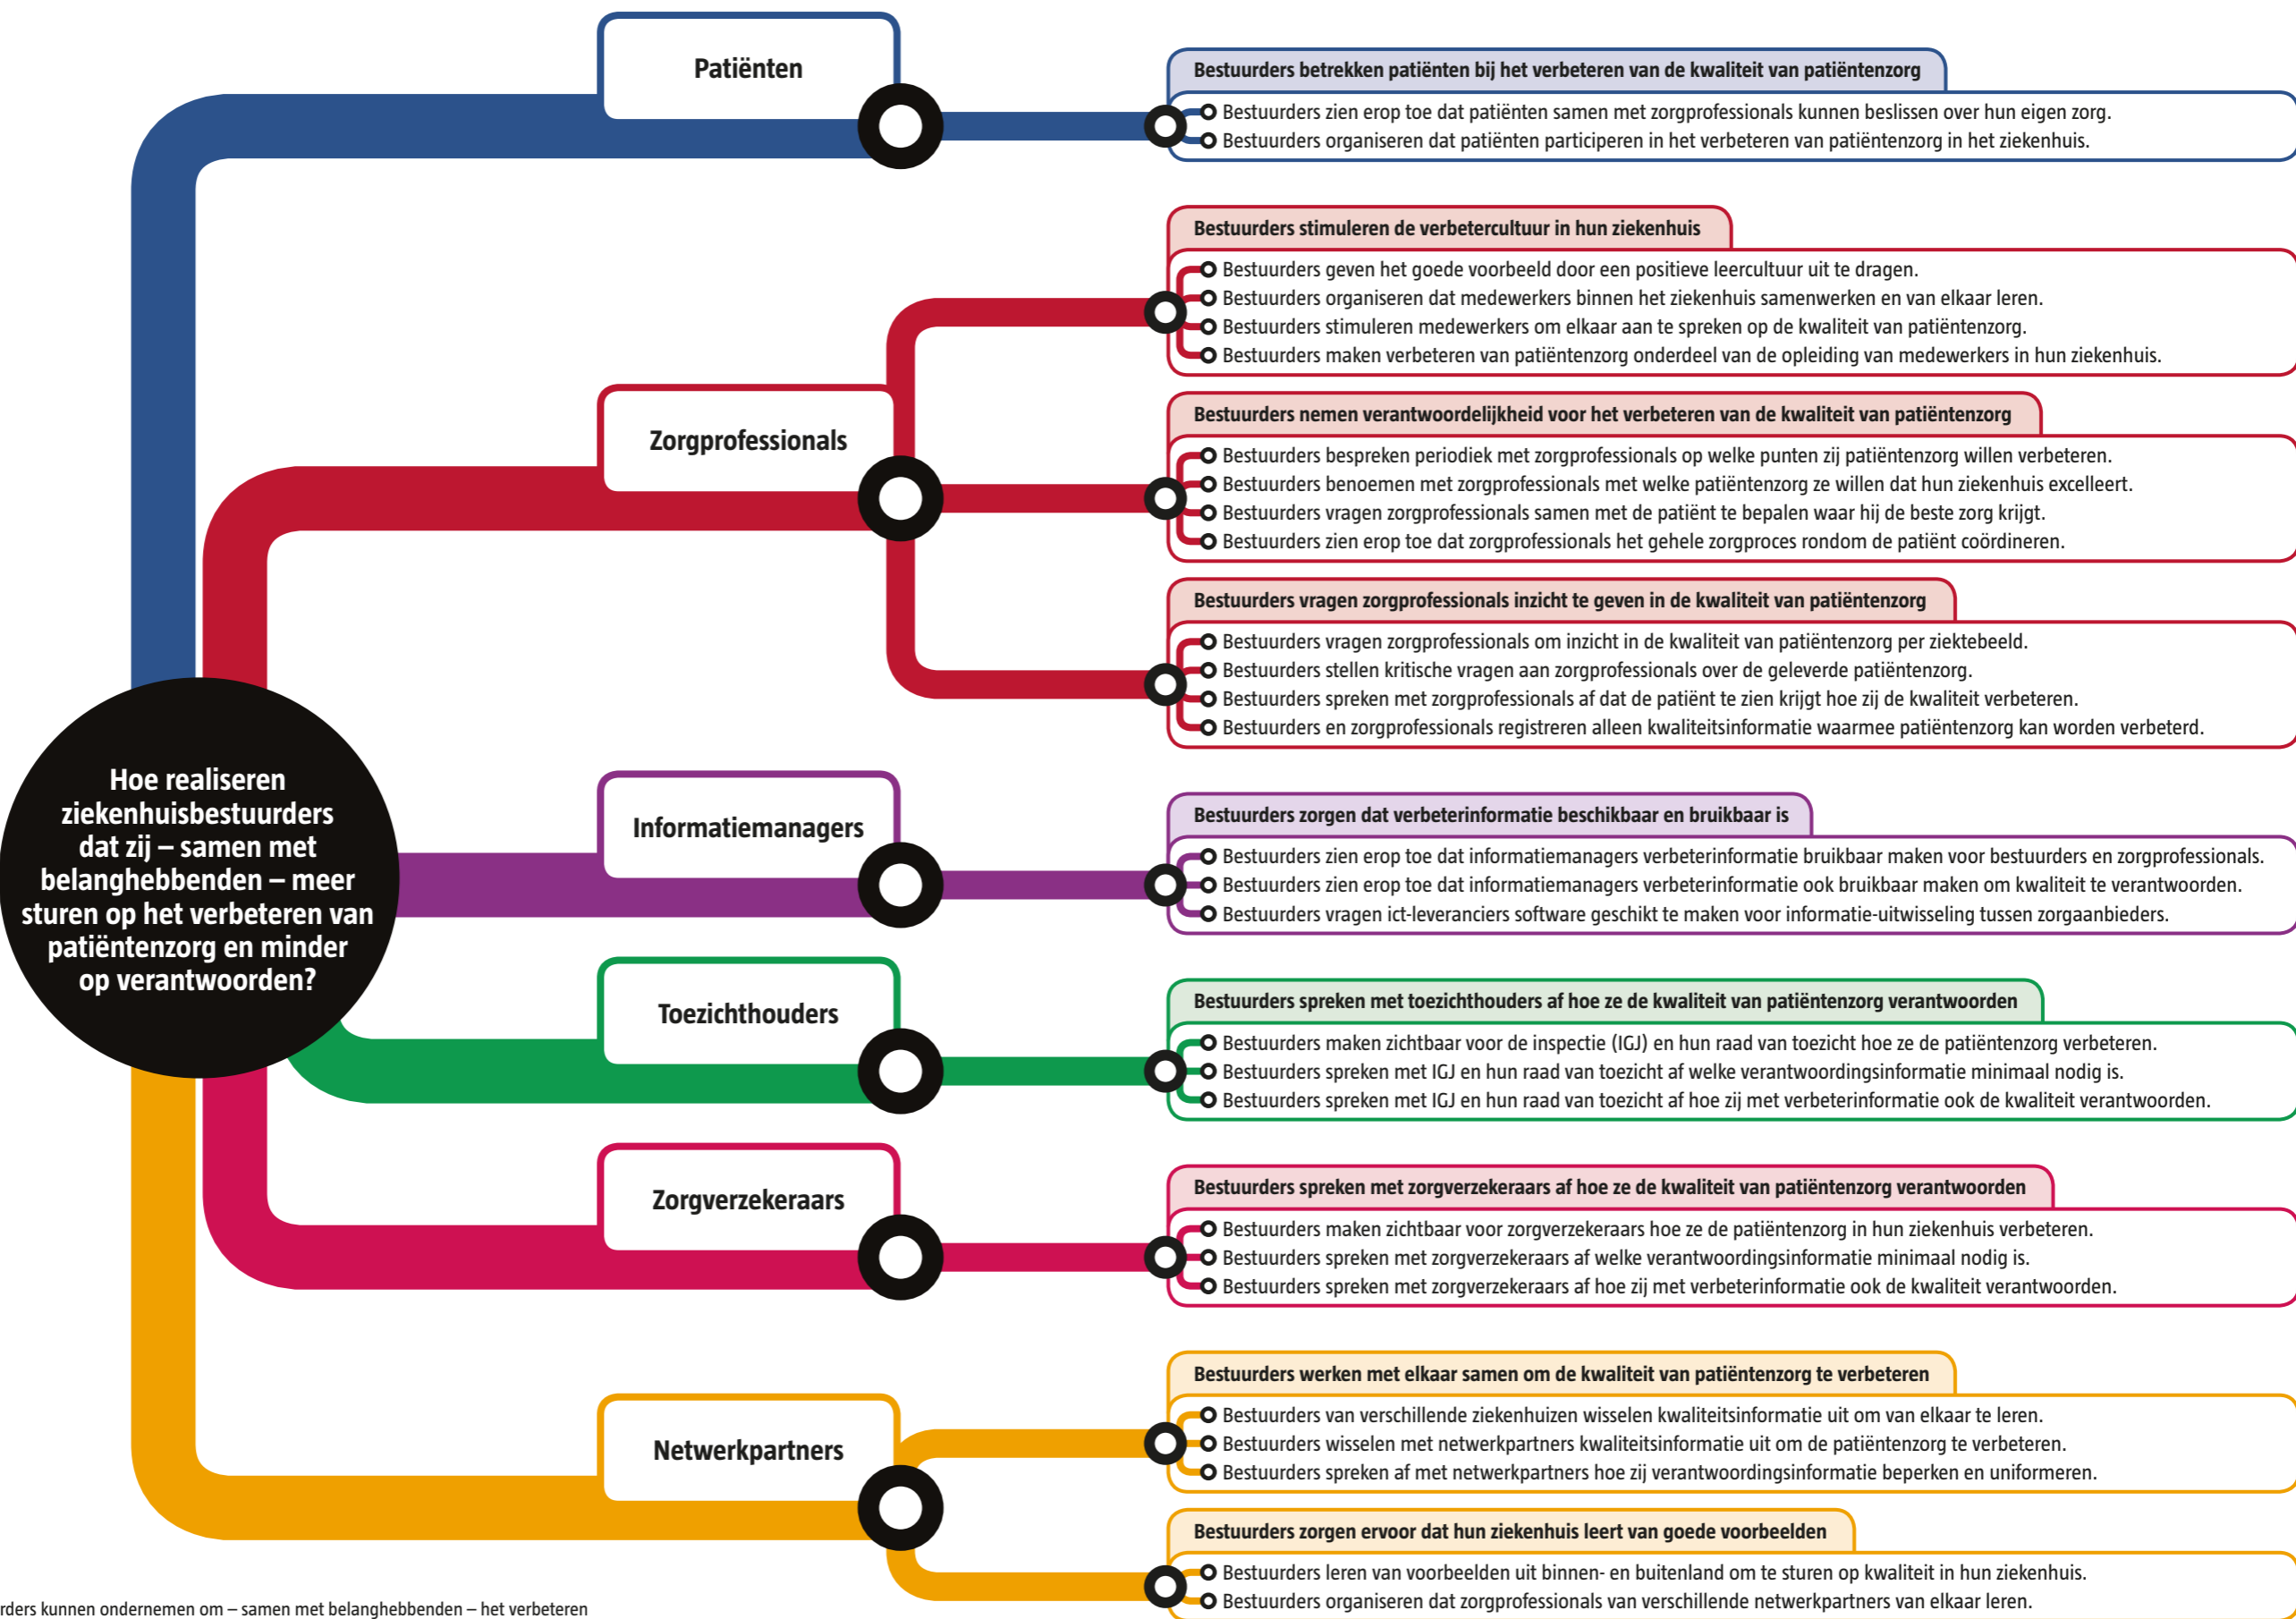 Hoe realiseren
ziekenhuisbestuurders
dat zij – samen met
belanghebbenden – meer
sturen op het verbeteren van
patiëntenzorg en minder
op verantwoorden?
Patiënten
Bestuurders betrekken patiënten bij het verbeteren van de kwaliteit van patiëntenzorg
Bestuurders zien erop toe dat patiënten samen met zorgprofessionals kunnen beslissen over hun eigen zorg.
Bestuurders organiseren dat patiënten participeren in het verbeteren van patiëntenzorg in het ziekenhuis.
Zorgprofessionals
Bestuurders stimuleren de verbetercultuur in hun ziekenhuis
Bestuurders geven het goede voorbeeld door een positieve leercultuur uit te dragen.
Bestuurders organiseren dat medewerkers binnen het ziekenhuis samenwerken en van elkaar leren.
Bestuurders stimuleren medewerkers om elkaar aan te spreken op de kwaliteit van patiëntenzorg.
Bestuurders maken verbeteren van patiëntenzorg onderdeel van de opleiding van medewerkers in hun ziekenhuis.
Bestuurders nemen verantwoordelijkheid voor het verbeteren van de kwaliteit van patiëntenzorg
Bestuurders bespreken periodiek met zorgprofessionals op welke punten zij patiëntenzorg willen verbeteren.
Bestuurders benoemen met zorgprofessionals met welke patiëntenzorg ze willen dat hun ziekenhuis excelleert.
Bestuurders vragen zorgprofessionals samen met de patiënt te bepalen waar hij de beste zorg krijgt.
Bestuurders zien erop toe dat zorgprofessionals het gehele zorgproces rondom de patiënt coördineren.
Bestuurders vragen zorgprofessionals inzicht te geven in de kwaliteit van patiëntenzorg
Bestuurders vragen zorgprofessionals om inzicht in de kwaliteit van patiëntenzorg per ziektebeeld.
Bestuurders stellen kritische vragen aan zorgprofessionals over de geleverde patiëntenzorg.
Bestuurders spreken met zorgprofessionals af dat de patiënt te zien krijgt hoe zij de kwaliteit verbeteren.
Bestuurders en zorgprofessionals registreren alleen kwaliteitsinformatie waarmee patiëntenzorg kan worden verbeterd.
Informatiemanagers
Bestuurders zorgen dat verbeterinformatie beschikbaar en bruikbaar is
Bestuurders zien erop toe dat informatiemanagers verbeterinformatie bruikbaar maken voor bestuurders en zorgprofessionals.
Bestuurders zien erop toe dat informatiemanagers verbeterinformatie ook bruikbaar maken om kwaliteit te verantwoorden.
Bestuurders vragen ict-leveranciers software geschikt te maken voor informatie-uitwisseling tussen zorgaanbieders.
Toezichthouders
Bestuurders spreken met toezichthouders af hoe ze de kwaliteit van patiëntenzorg verantwoorden
Bestuurders maken zichtbaar voor de inspectie (IGJ) en hun raad van toezicht hoe ze de patiëntenzorg verbeteren.
Bestuurders spreken met IGJ en hun raad van toezicht af welke verantwoordingsinformatie minimaal nodig is.
Bestuurders spreken met IGJ en hun raad van toezicht af hoe zij met verbeterinformatie ook de kwaliteit verantwoorden.
Zorgverzekeraars
Bestuurders spreken met zorgverzekeraars af hoe ze de kwaliteit van patiëntenzorg verantwoorden
Bestuurders maken zichtbaar voor zorgverzekeraars hoe ze de patiëntenzorg in hun ziekenhuis verbeteren.
Bestuurders spreken met zorgverzekeraars af welke verantwoordingsinformatie minimaal nodig is.
Bestuurders spreken met zorgverzekeraars af hoe zij met verbeterinformatie ook de kwaliteit verantwoorden.
Netwerkpartners
Bestuurders werken met elkaar samen om de kwaliteit van patiëntenzorg te verbeteren
Bestuurders van verschillende ziekenhuizen wisselen kwaliteitsinformatie uit om van elkaar te leren.
Bestuurders wisselen met netwerkpartners kwaliteitsinformatie uit om de patiëntenzorg te verbeteren.
Bestuurders spreken af met netwerkpartners hoe zij verantwoordingsinformatie beperken en uniformeren.
Bestuurders zorgen ervoor dat hun ziekenhuis leert van goede voorbeelden
Bestuurders leren van voorbeelden uit binnen- en buitenland om te sturen op kwaliteit in hun ziekenhuis.
Bestuurders organiseren dat zorgprofessionals van verschillende netwerkpartners van elkaar leren.
rders kunnen ondernemen om – samen met belanghebbenden – het verbeteren